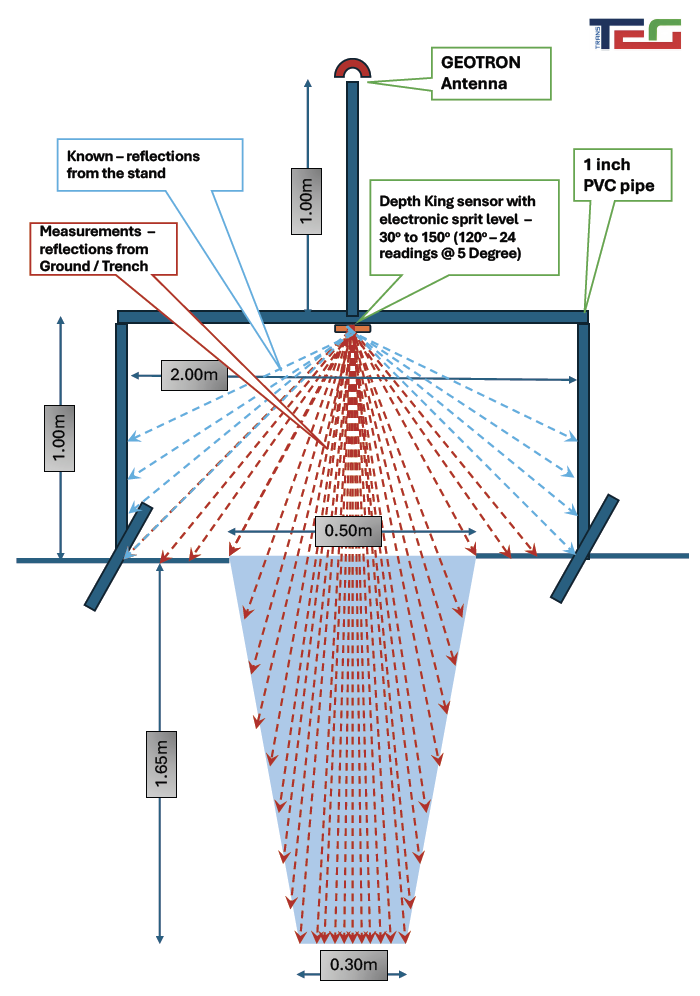 TRANS
TEG
GEOTRON
Antenna
Known – reflections
from the stand
1 inch
PVC pipe
1.00m
Depth King sensor with
electronic sprit level –
30º to 150º (120º – 24
readings @ 5 Degree)
Measurements –
reflections from
Ground / Trench
2.00m
1.00m
0.50m
1.65m
0.30m